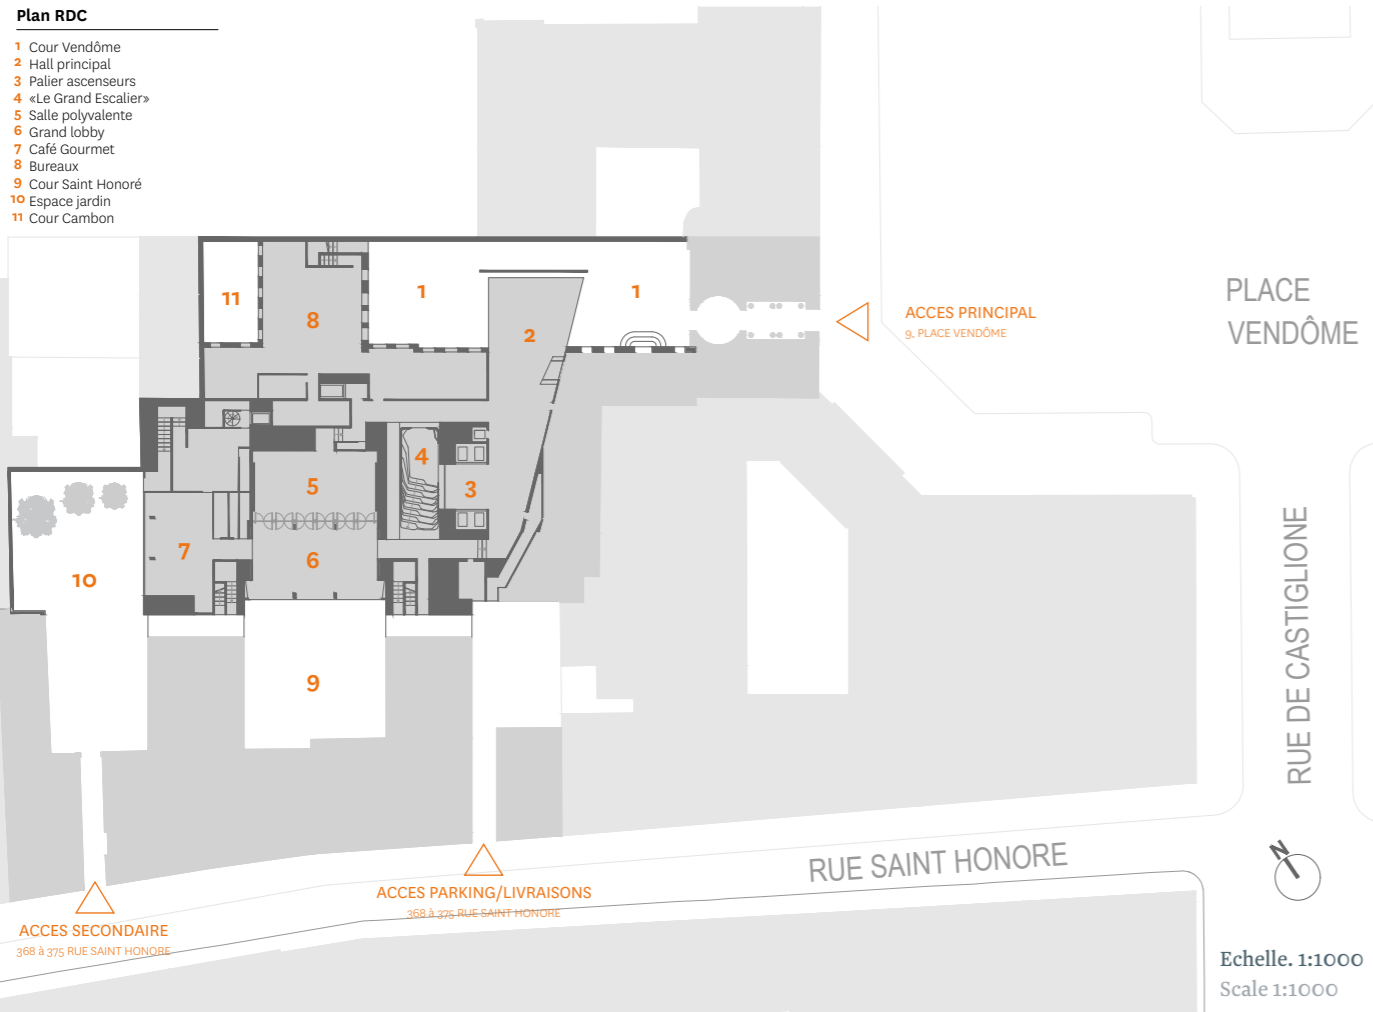 Plan RDC
1 Cour Vendôme
2 Hall principal
3 Palier ascenseurs
4 «Le Grand Escalier»
5 Salle polyvalente
6 Grand lobby
7 Café Gourmet
8 Bureaux
9 Cour Saint Honoré
10 Espace jardin
11 Cour Cambon
11
8
1
1
2
4
3
5
6
7
10
9
ACCES PRINCIPAL
9, PLACE VENDÔME
PLACE
VENDÔME
RUE DE CASTIGLIONE
RUE SAINT HONORE
ACCES PARKING/LIVRAISONS
368 à 375 RUE SAINT HONORE
ACCES SECONDAIRE
368 à 375 RUE SAINT HONORE
N
Echelle. 1:1000
Scale 1:1000